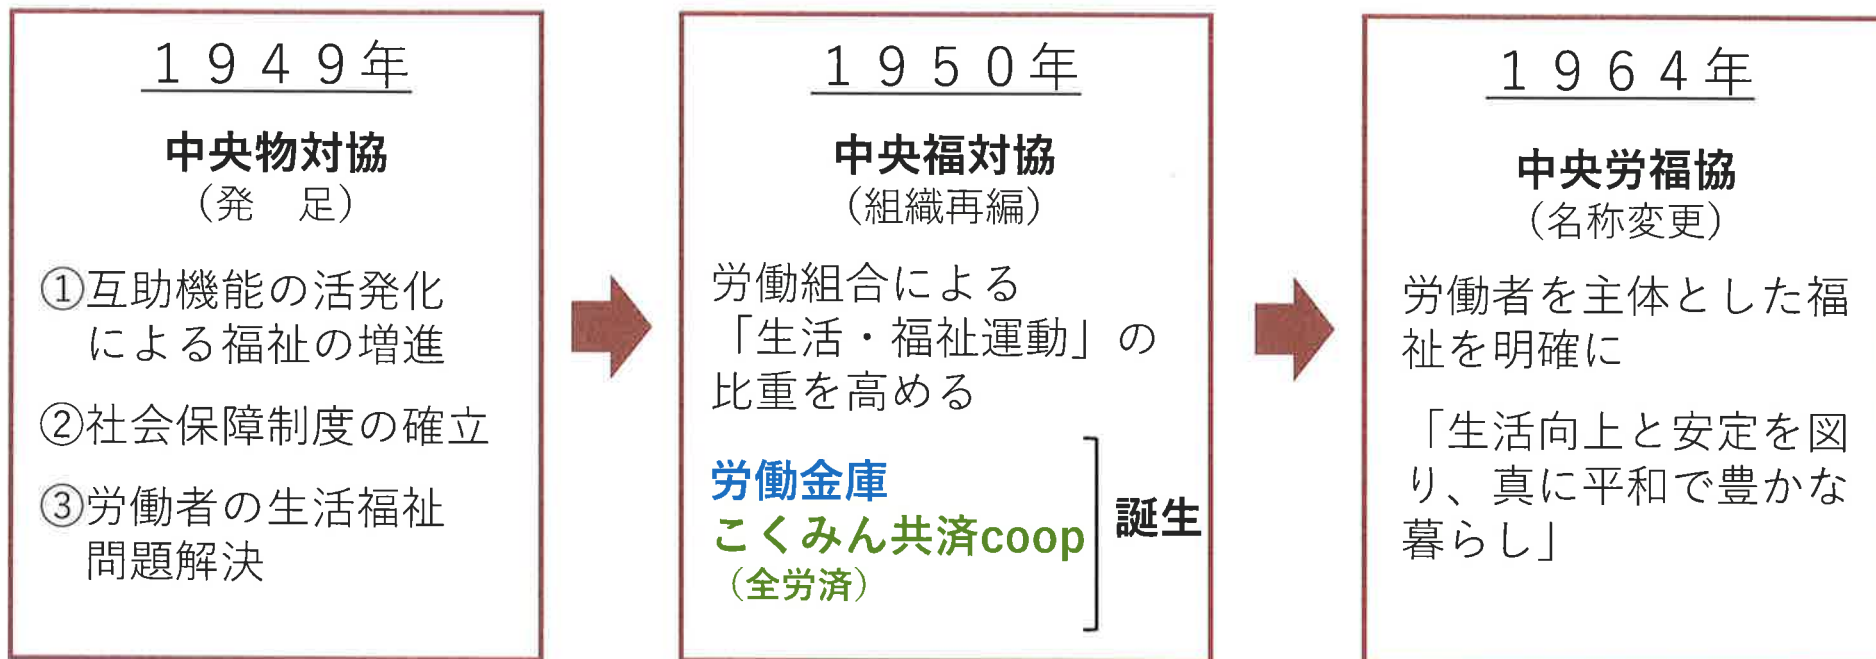 １９４９年
中央物対協
（発　足）
①互助機能の活発化
による福祉の増進
②社会保障制度の確立
③労働者の生活福祉
問題解決
１９５０年
中央福対協
（組織再編）
労働組合による
「生活・福祉運動」の
比重を高める
労働金庫
こくみん共済coop
（全労済）
誕生
１９６４年
中央労福協
（名称変更）
労働者を主体とした福
祉を明確に
「生活向上と安定を図
り、真に平和で豊かな
暮らし」